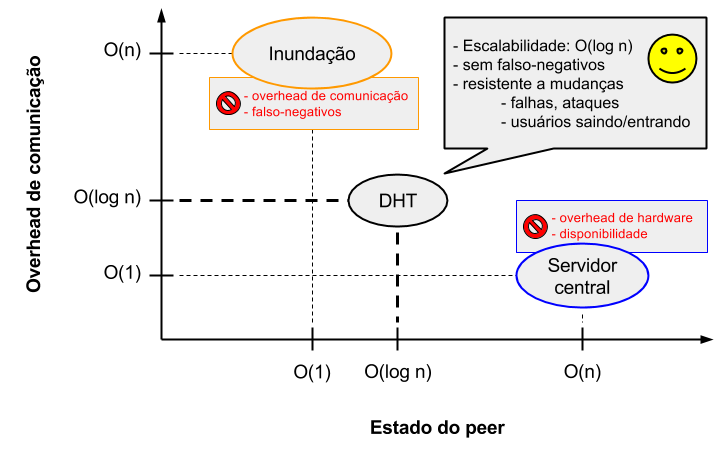 O(n)
Inundação
- Escalabilidade: O(log n)
- sem falso-negativos
- resistente a mudanças
- falhas, ataques
- usuários saindo/entrando
- overhead de comunicação
- falso-negativos
Overhead de comunicação
O(log n)
DHT
- overhead de hardware
- disponibilidade
O(1)
Servidor
central
O(1)
O(log n)
O(n)
Estado do peer